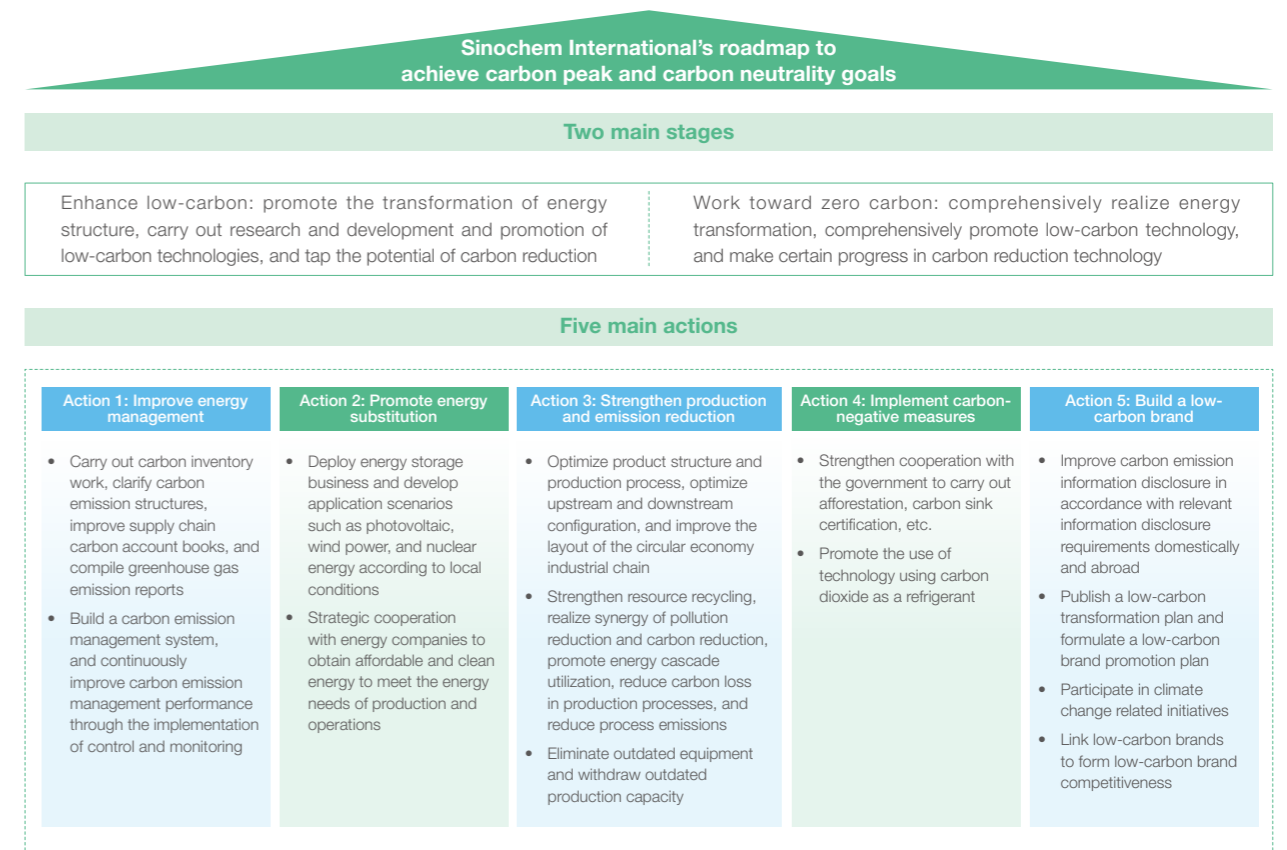 Sinochem International’s roadmap to
achieve carbon peak and carbon neutrality goals
Two main stages
Enhance low-carbon: promote the transformation of energy
structure, carry out research and development and promotion of
low-carbon technologies, and tap the potential of carbon reduction
Work toward zero carbon: comprehensively realize energy
transformation, comprehensively promote low-carbon technology,
and make certain progress in carbon reduction technology
Five main actions
Action 1: Improve energy
management
• Carry out carbon inventory
work, clarify carbon
emission structures,
improve supply chain
carbon account books, and
compile greenhouse gas
emission reports
• Build a carbon emission
management system,
and continuously
improve carbon emission
management performance
through the implementation
of control and monitoring
Action 2: Promote energy
substitution
• Deploy energy storage
business and develop
application scenarios
such as photovoltaic,
wind power, and nuclear
energy according to local
conditions
• Strategic cooperation
with energy companies to
obtain affordable and clean
energy to meet the energy
needs of production and
operations
Action 3: Strengthen production
and emission reduction
• Optimize product structure and
production process, optimize
upstream and downstream
configuration, and improve the
layout of the circular economy
industrial chain
• Strengthen resource recycling,
realize synergy of pollution
reduction and carbon reduction,
promote energy cascade
utilization, reduce carbon loss
in production processes, and
reduce process emissions
• Eliminate outdated equipment
and withdraw outdated
production capacity
Action 4: Implement carbon-
negative measures
• Strengthen cooperation with
the government to carry out
afforestation, carbon sink
certification, etc.
• Promote the use of
technology using carbon
dioxide as a refrigerant
Action 5: Build a low-
carbon brand
• Improve carbon emission
information disclosure in
accordance with relevant
information disclosure
requirements domestically
and abroad
• Publish a low-carbon
transformation plan and
formulate a low-carbon
brand promotion plan
• Participate in climate
change related initiatives
• Link low-carbon brands
to form low-carbon brand
competitiveness